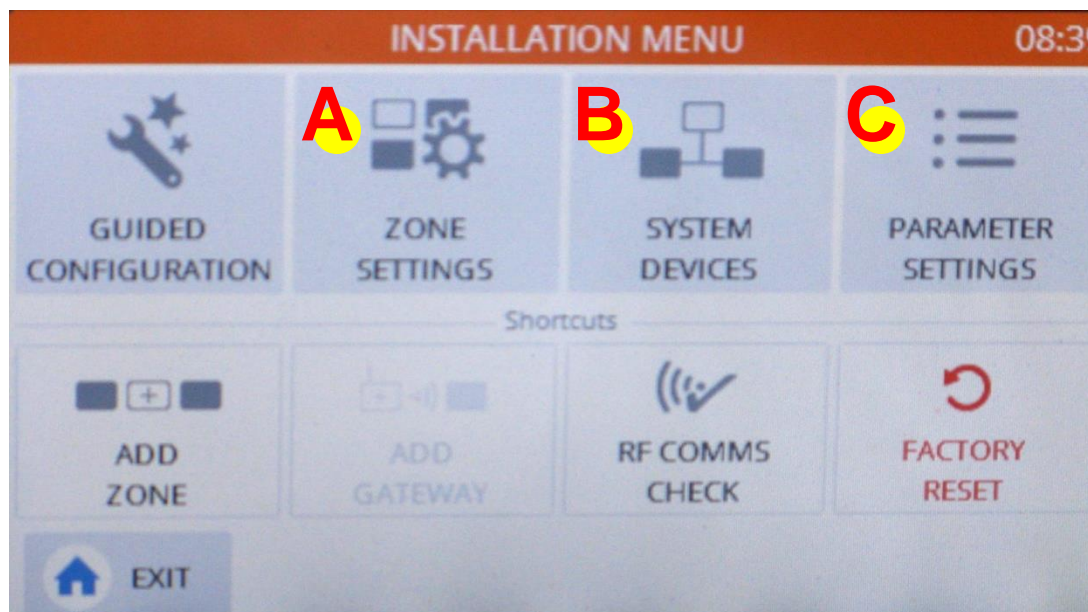 INSTALLATION MENU 08:39
A B C
GUIDED CONFIGURATION
ZONE SETTINGS
SYSTEM DEVICES
PARAMETER SETTINGS
Shortcuts
ADD ZONE
ADD GATEWAY
RF COMMS CHECK
FACTORY RESET
EXIT